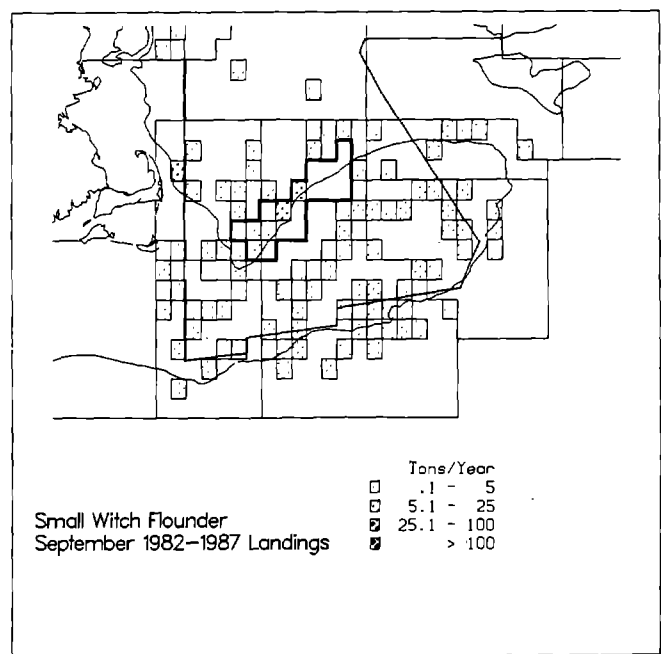 Tons/Year
.1 - 5
5.1 - 25
25.1 - 100
> 100
Small Witch Flounder
September 1982-1987 Landings